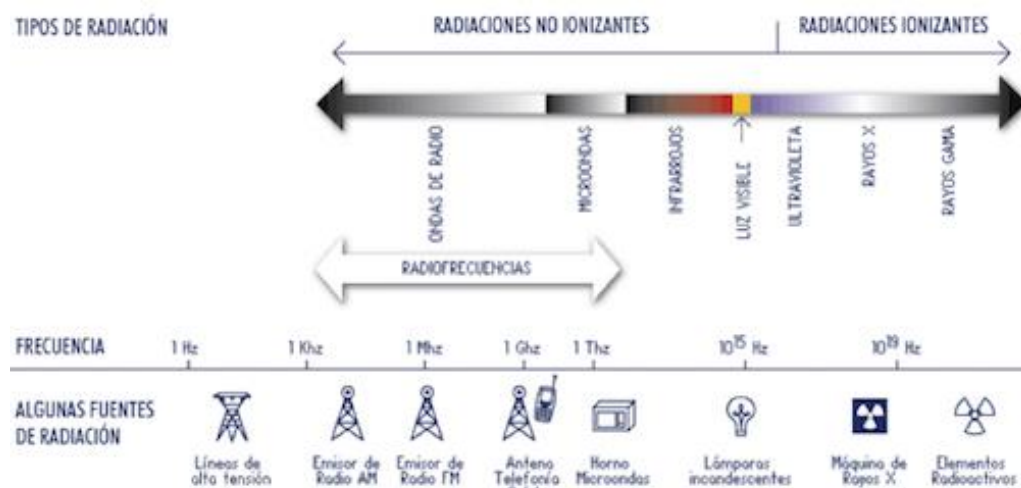 TIPOS DE RADIACIÓN
RADIACIONES NO IONIZANTES
RADIACIONES IONIZANTES
ONDAS DE RADIO
MICROONDAS
INFRARROJOS
LUZ VISIBLE
ULTRAVIOLETA
RAYOS X
RAYOS GAMA
RADIOFRECUENCIAS
FRECUENCIA
1 Hz
1 Khz
1 Mhz
1 Ghz
1 Thz
10¹⁵ Hz
10¹⁹ Hz
ALGUNAS FUENTES
DE RADIACIÓN
Líneas de
alta tensión
Emisor de
Radio AM
Emisor de
Radio FM
Antena
Telefonía
Horno
Microondas
Lámparas
incandescentes
Máquina de
Rayos X
Elementos
Radioactivos